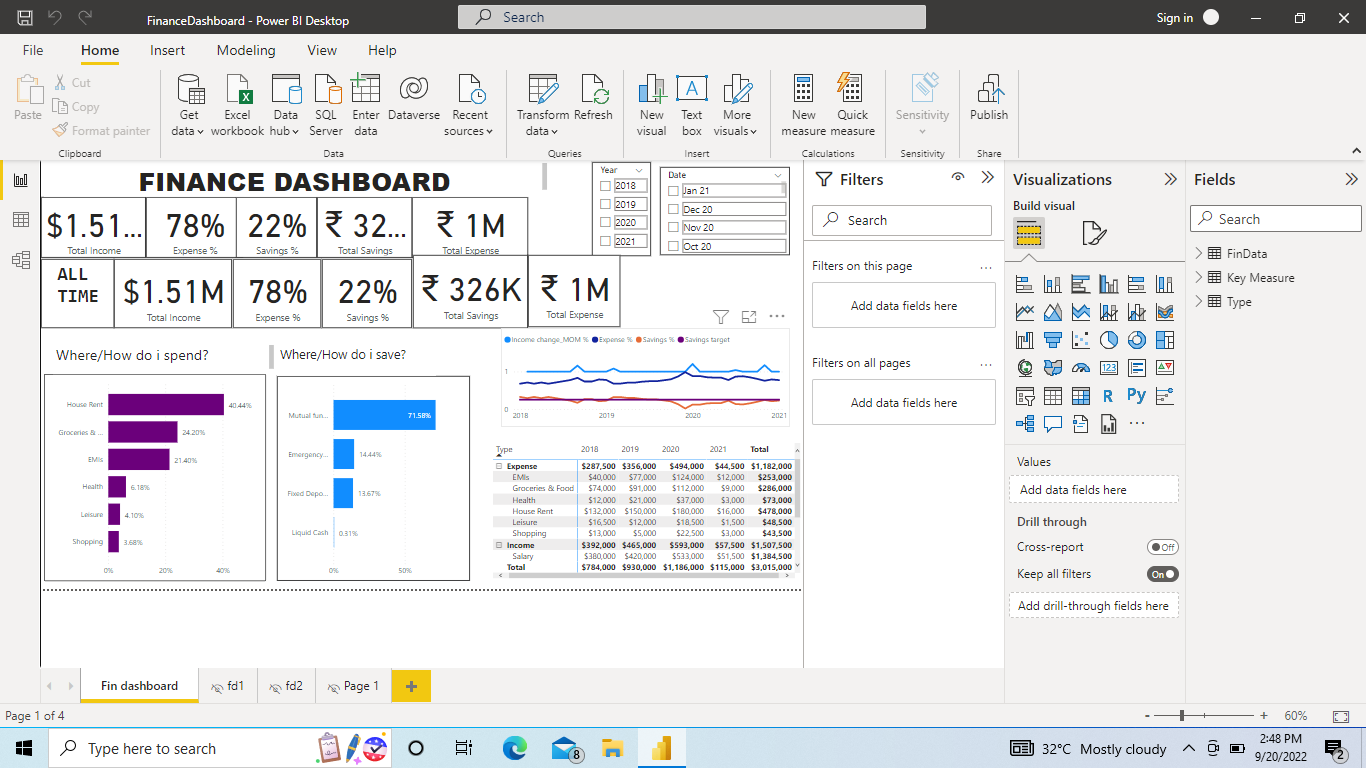 FinanceDashboard - Power BI Desktop
Search
Sign in
File Home Insert Modeling View Help
Paste
Cut
Copy
Format painter
Clipboard
Get data
Excel workbook
Data hub
SQL Server
Enter data
Dataverse
Recent sources
Data
Transform data
Refresh
Queries
New visual
Text box
More visuals
Insert
New measure
Quick measure
Calculations
Sensitivity
Sensitivity
Publish
Share
FINANCE DASHBOARD
Year
2018
2019
2020
2021
Date
Jan 21
Dec 20
Nov 20
Oct 20
$1.51... 78% 22% ₹ 32... ₹ 1M
Total Income Expense % Savings % Total Savings Total Expense
ALL
TIME
$1.51M 78% 22% ₹ 326K ₹ 1M
Total Income Expense % Savings % Total Savings Total Expense
Where/How do i spend?
House Rent 40.44%
Groceries & ... 24.20%
EMIs 21.40%
Health 6.18%
Leisure 4.10%
Shopping 3.68%
0% 20% 40%
Where/How do i save?
Mutual fun... 71.58%
Emergency... 14.44%
Fixed Depo... 13.67%
Liquid Cash 0.31%
0% 50%
Income change_MOM % Expense % Savings % Savings target
1
0
2018 2019 2020 2021
Type 2018 2019 2020 2021 Total
Expense $287,500 $356,000 $494,000 $44,500 $1,182,000
EMIs $40,000 $77,000 $124,000 $12,000 $253,000
Groceries & Food $74,000 $91,000 $112,000 $9,000 $286,000
Health $12,000 $21,000 $37,000 $3,000 $73,000
House Rent $132,000 $150,000 $180,000 $16,000 $478,000
Leisure $16,500 $12,000 $18,500 $1,500 $48,500
Shopping $13,000 $5,000 $22,500 $3,000 $43,500
Income $392,000 $465,000 $593,000 $57,500 $1,507,500
Salary $380,000 $420,000 $533,000 $51,500 $1,384,500
Total $784,000 $930,000 $1,186,000 $115,000 $3,015,000
Filters
Search
Filters on this page
Add data fields here
Filters on all pages
Add data fields here
Visualizations
Build visual
123
R
Py
Values
Add data fields here
Drill through
Cross-report Off
Keep all filters On
Add drill-through fields here
Fields
Search
FinData
Key Measure
Type
Fin dashboard fd1 fd2 Page 1 +
Page 1 of 4
- + 60%
Type here to search
8
32°C Mostly cloudy
2:48 PM
9/20/2022
2